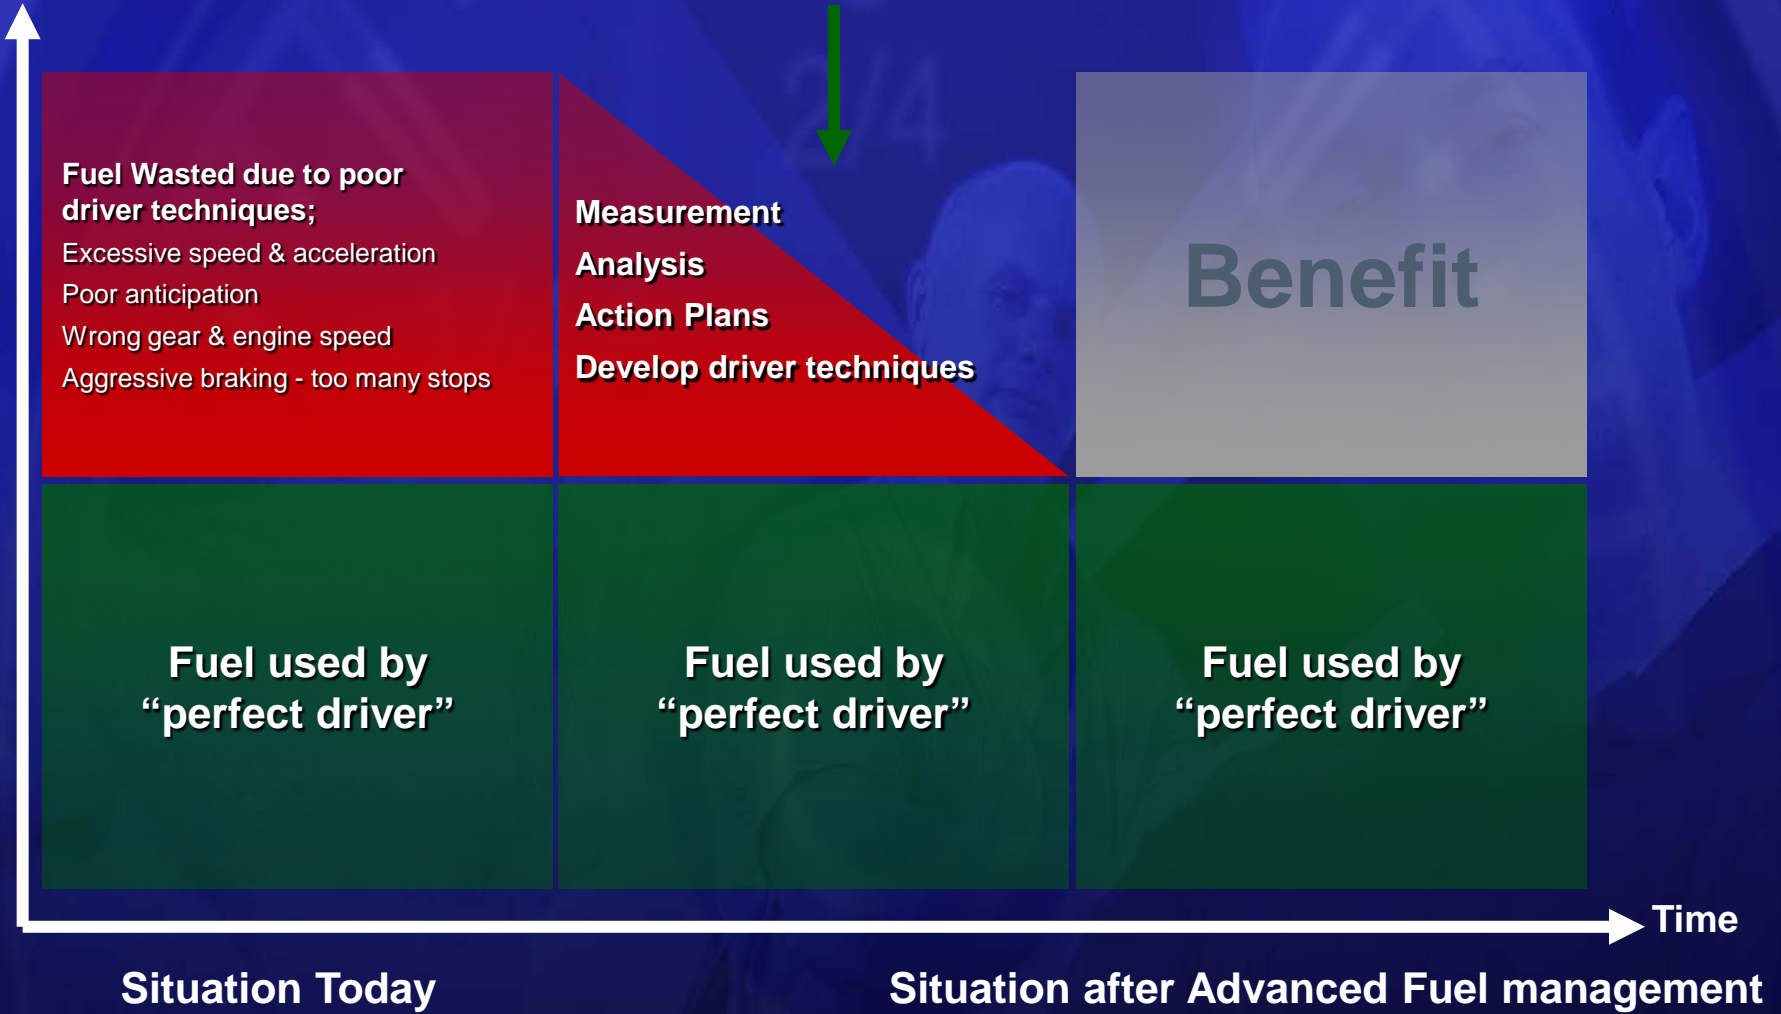 2/4
Fuel Wasted due to poor
driver techniques;
Excessive speed & acceleration
Poor anticipation
Wrong gear & engine speed
Aggressive braking - too many stops
Measurement
Analysis
Action Plans
Develop driver techniques
Benefit
Fuel used by
“perfect driver”
Fuel used by
“perfect driver”
Fuel used by
“perfect driver”
Time
Situation Today
Situation after Advanced Fuel management